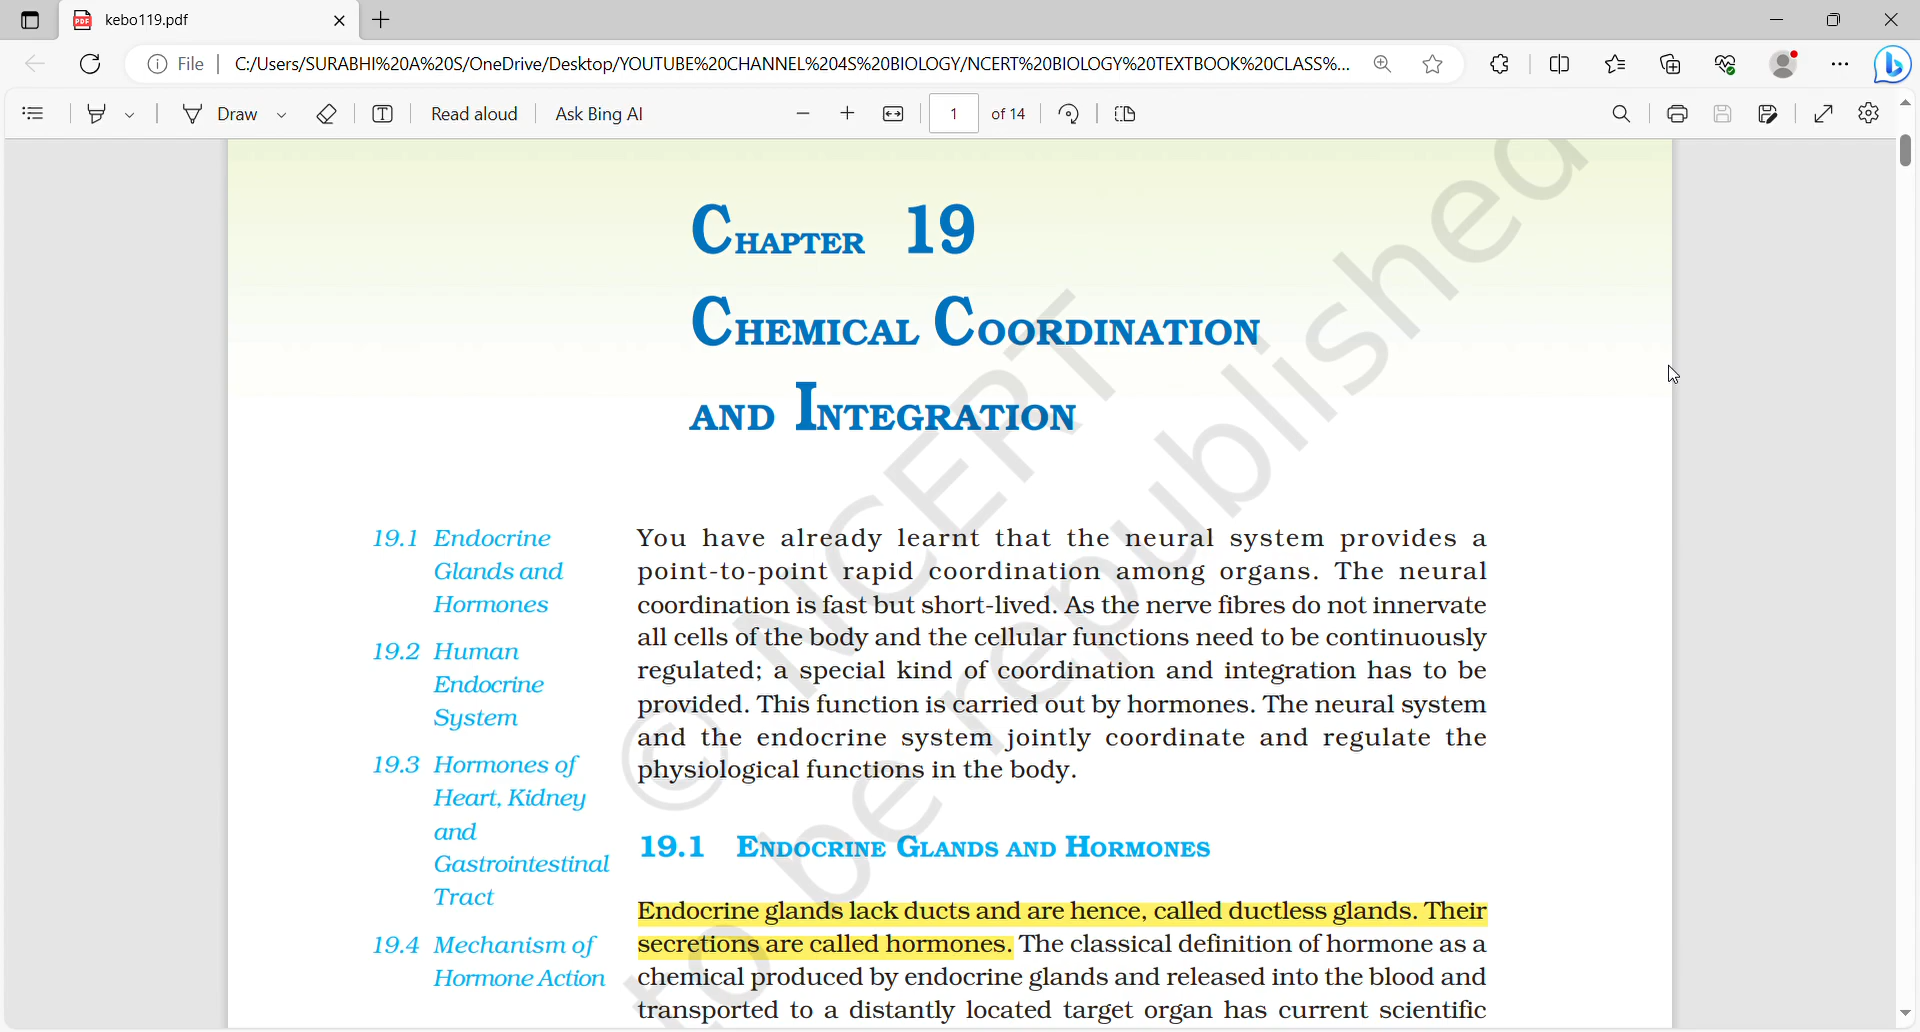 kebo119.pdf
File
C:/Users/SURABHI%20A%20S/OneDrive/Desktop/YOUTUBE%20CHANNEL%204S%20BIOLOGY/NCERT%20BIOLOGY%20TEXTBOOK%20CLASS%...
Draw
Read aloud
Ask Bing AI
1 of 14
CHAPTER 19
CHEMICAL COORDINATION
AND INTEGRATION
19.1 Endocrine
Glands and
Hormones
19.2 Human
Endocrine
System
19.3 Hormones of
Heart, Kidney
and
Gastrointestinal
Tract
19.4 Mechanism of
Hormone Action
You have already learnt that the neural system provides a
point-to-point rapid coordination among organs. The neural
coordination is fast but short-lived. As the nerve fibres do not innervate
all cells of the body and the cellular functions need to be continuously
regulated; a special kind of coordination and integration has to be
provided. This function is carried out by hormones. The neural system
and the endocrine system jointly coordinate and regulate the
physiological functions in the body.
19.1 ENDOCRINE GLANDS AND HORMONES
Endocrine glands lack ducts and are hence, called ductless glands. Their
secretions are called hormones. The classical definition of hormone as a
chemical produced by endocrine glands and released into the blood and
transported to a distantly located target organ has current scientific
© NCERT
to be republished